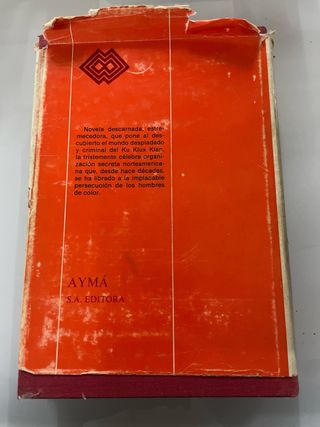 Novela descarnada, estre-
mecedora, que pone al des-
cubierto el mundo despiadado
y criminal del Ku Klux Klan,
la tristemente célebre organi-
zación secreta norteamerica-
na que, desde hace décadas,
se ha librado a la implacable
persecución de los hombres
de color.
AYMÁ
S.A. EDITORA